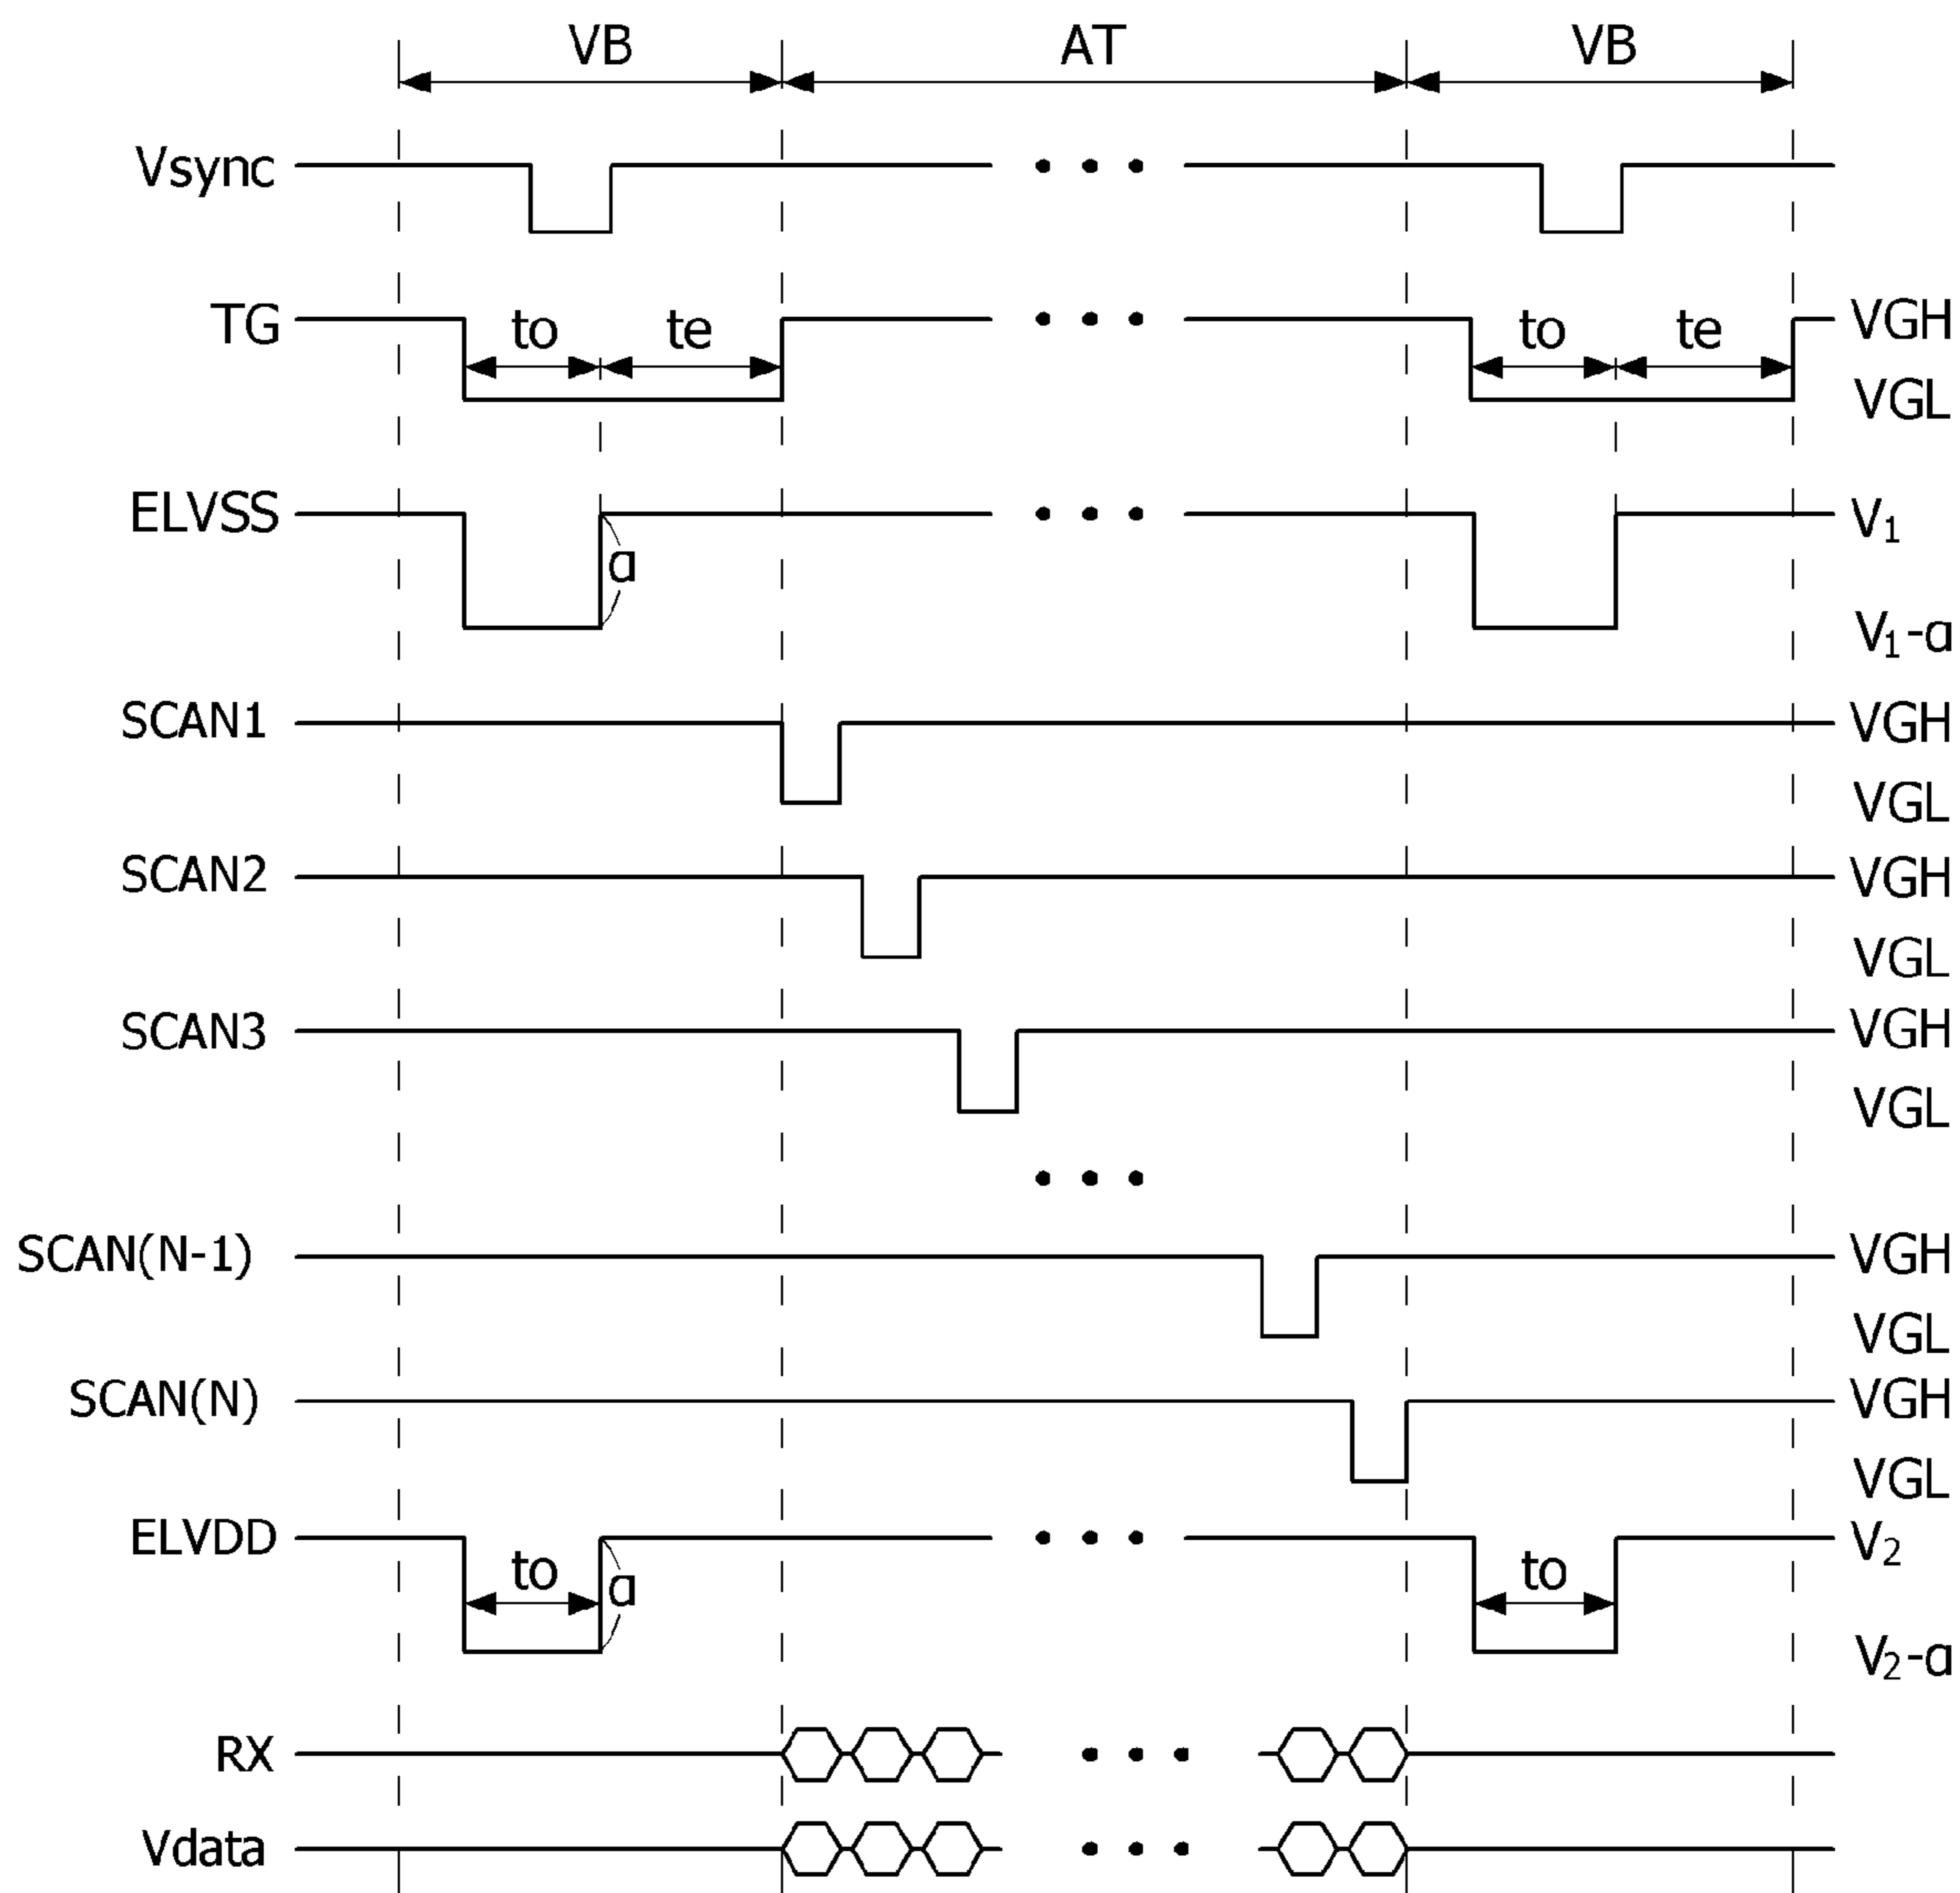 VB AT VB
Vsync
TG to te to te VGH
VGL
ELVSS a V₁
V₁-a
SCAN1 VGH
VGL
SCAN2 VGH
VGL
SCAN3 VGH
VGL
SCAN(N-1) VGH
VGL
SCAN(N) VGH
VGL
ELVDD to a to V₂
V₂-a
RX
Vdata